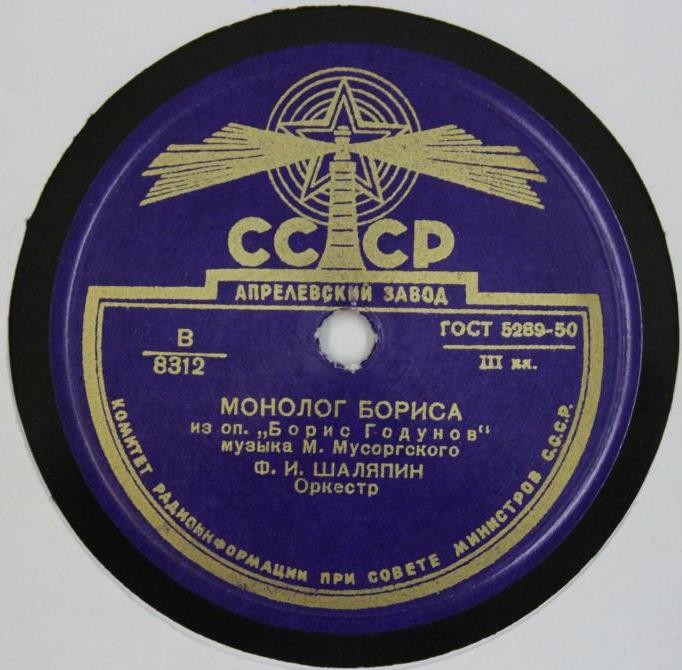 СССР
АПРЕЛЕВСКИЙ ЗАВОД
В
8312
ГОСТ 5289-50
III кл.
МОНОЛОГ БОРИСА
из оп. „Борис Годунов"
музыка М. Мусоргского
Ф. И. ШАЛЯПИН
Оркестр
КОМИТЕТ РАДИОИНФОРМАЦИИ ПРИ СОВЕТЕ МИНИСТРОВ С.С.С.Р.